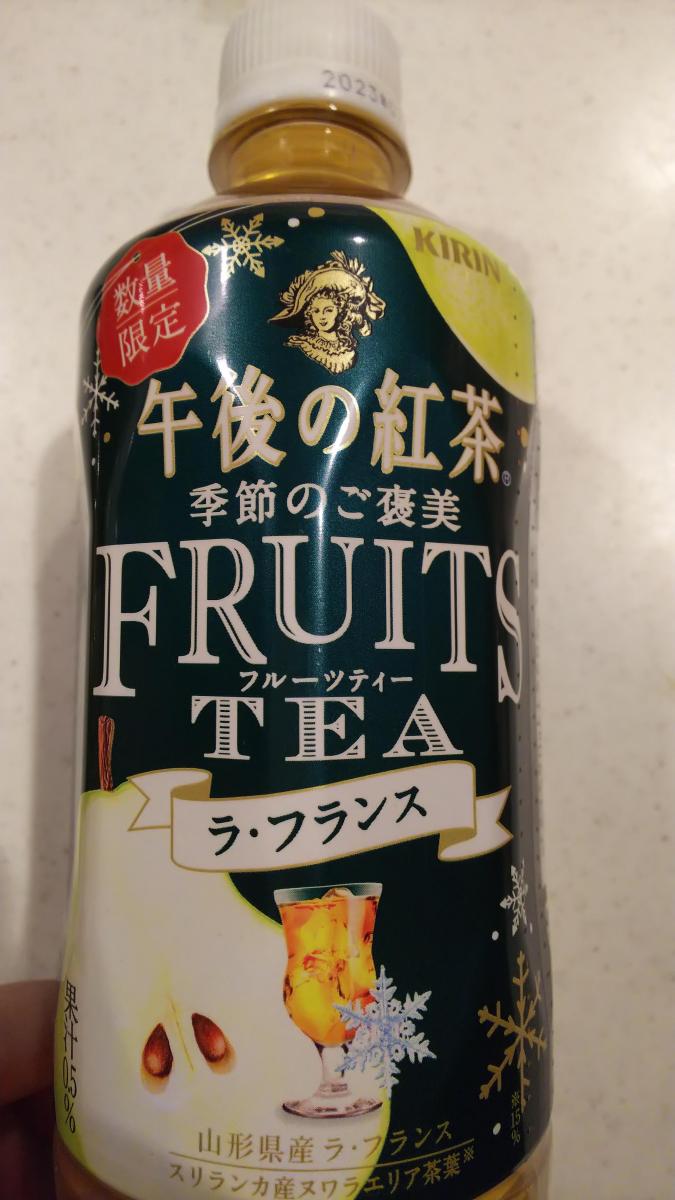 2023
KIRIN
数量
限定
午後の紅茶®
季節のご褒美
FRUITS
フルーツティー
TEA
ラ・フランス
果汁0.5%
山形県産 ラ・フランス
スリランカ産ヌワラエリア茶葉※
※15%